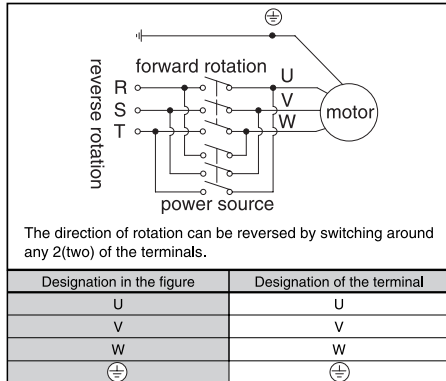 forward rotation
reverse rotation
R
S
T
U
V
W
motor
power source
The direction of rotation can be reversed by switching around
any 2(two) of the terminals.
Designation in the figure Designation of the terminal
U U
V V
W W